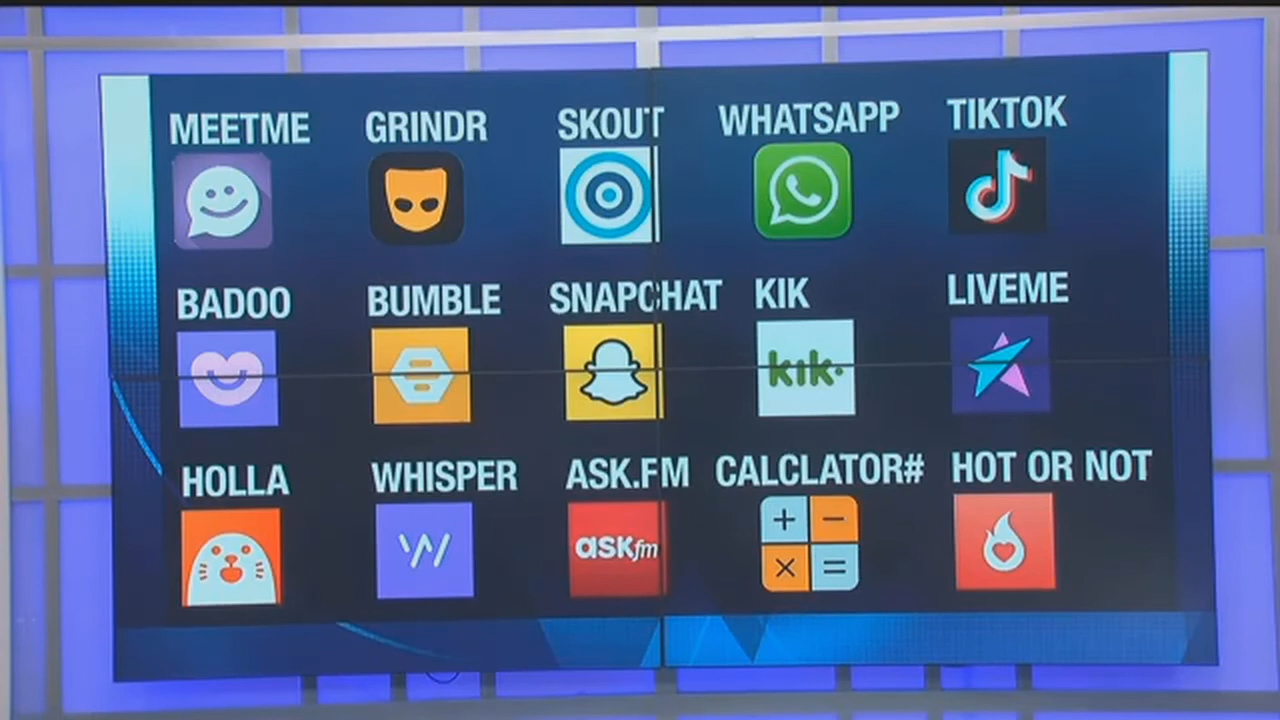 MEETME GRINDR SKOUT WHATSAPP TIKTOK
BADOO BUMBLE SNAPCHAT KIK LIVEME
kik.
HOLLA WHISPER ASK.FM CALCLATOR# HOT OR NOT
askfm